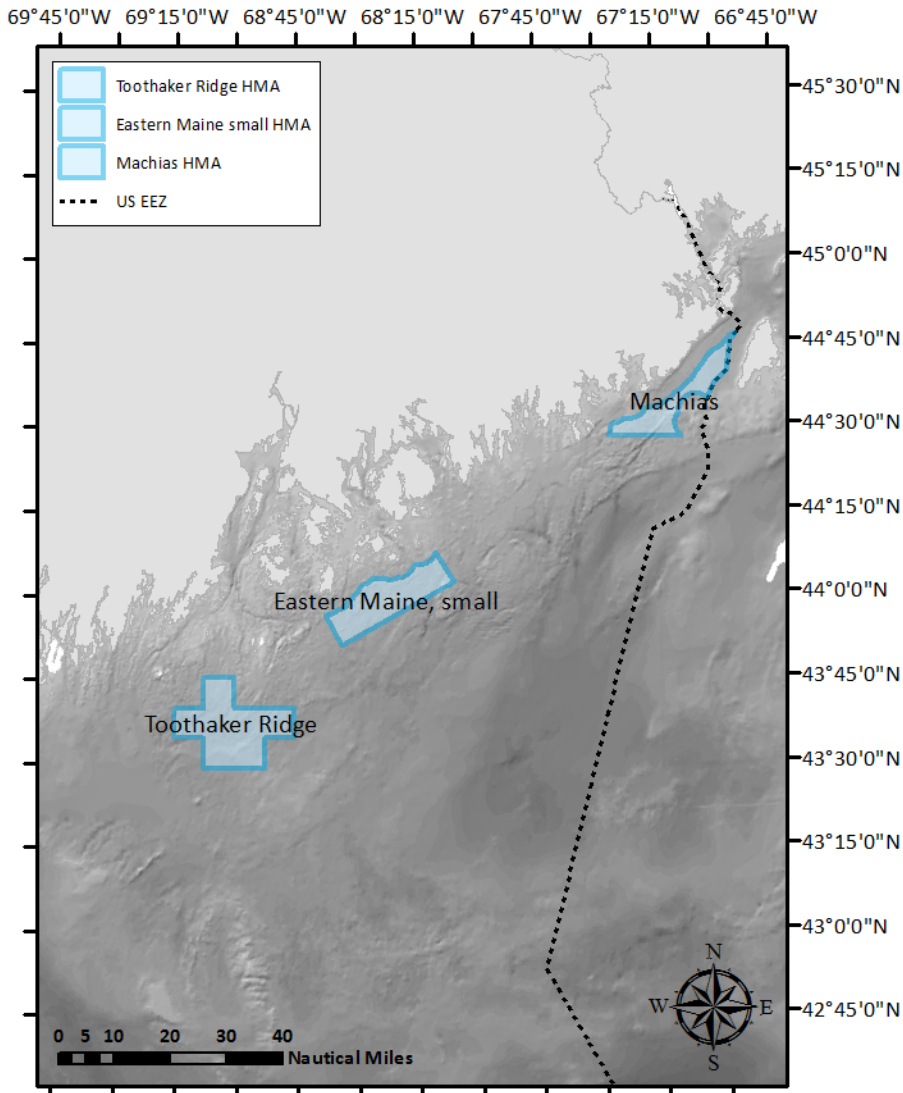 69°45'0"W 69°15'0"W 68°45'0"W 68°15'0"W 67°45'0"W 67°15'0"W 66°45'0"W
Toothaker Ridge HMA
Eastern Maine small HMA
Machias HMA
US EEZ
45°30'0"N
45°15'0"N
45°0'0"N
44°45'0"N
Machias
44°30'0"N
44°15'0"N
44°0'0"N
Eastern Maine, small
43°45'0"N
Toothaker Ridge
43°30'0"N
43°15'0"N
43°0'0"N
N
W E
S
42°45'0"N
0 5 10 20 30 40
Nautical Miles